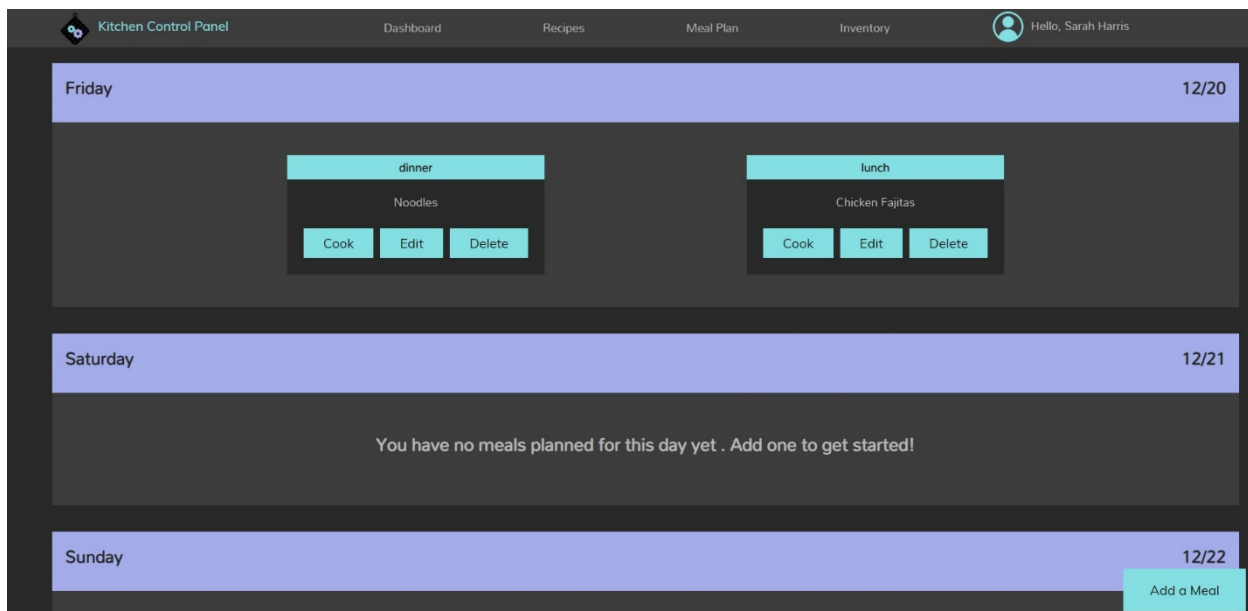 Kitchen Control Panel Dashboard Recipes Meal Plan Inventory Hello, Sarah Harris
Friday 12/20
dinner
Noodles
Cook Edit Delete
lunch
Chicken Fajitas
Cook Edit Delete
Saturday 12/21
You have no meals planned for this day yet . Add one to get started!
Sunday 12/22
Add a Meal